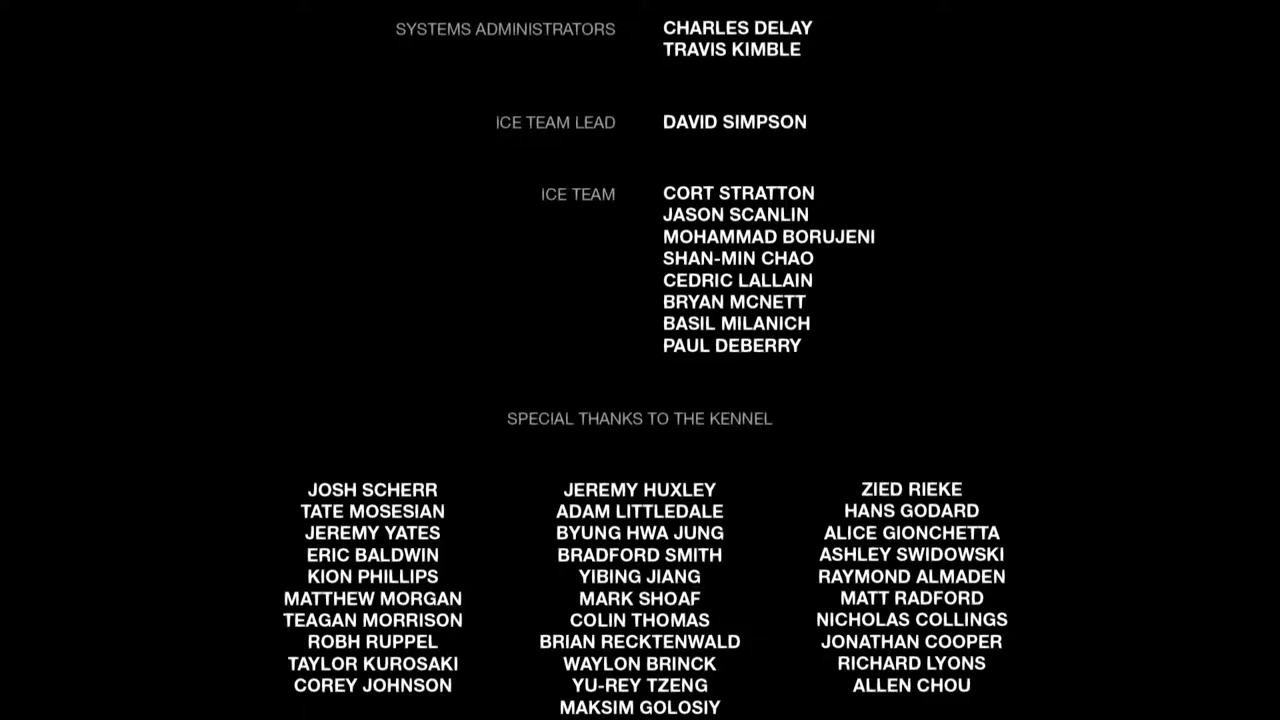 SYSTEMS ADMINISTRATORS CHARLES DELAY
TRAVIS KIMBLE
ICE TEAM LEAD DAVID SIMPSON
ICE TEAM CORT STRATTON
JASON SCANLIN
MOHAMMAD BORUJENI
SHAN-MIN CHAO
CEDRIC LALLAIN
BRYAN MCNETT
BASIL MILANICH
PAUL DEBERRY
SPECIAL THANKS TO THE KENNEL
JOSH SCHERR
TATE MOSESIAN
JEREMY YATES
ERIC BALDWIN
KION PHILLIPS
MATTHEW MORGAN
TEAGAN MORRISON
ROBH RUPPEL
TAYLOR KUROSAKI
COREY JOHNSON
JEREMY HUXLEY
ADAM LITTLEDALE
BYUNG HWA JUNG
BRADFORD SMITH
YIBING JIANG
MARK SHOAF
COLIN THOMAS
BRIAN RECKTENWALD
WAYLON BRINCK
YU-REY TZENG
MAKSIM GOLOSIY
ZIED RIEKE
HANS GODARD
ALICE GIONCHETTA
ASHLEY SWIDOWSKI
RAYMOND ALMADEN
MATT RADFORD
NICHOLAS COLLINGS
JONATHAN COOPER
RICHARD LYONS
ALLEN CHOU